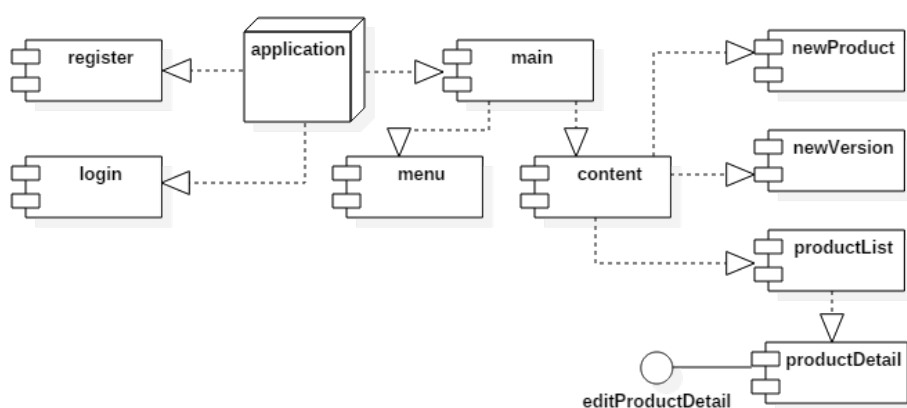 register
application
main
newProduct
login
menu
content
newVersion
productList
productDetail
editProductDetail